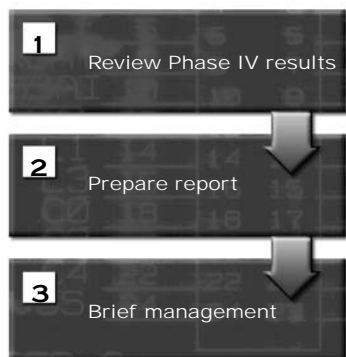 1
Review Phase IV results
2
Prepare report
3
Brief management